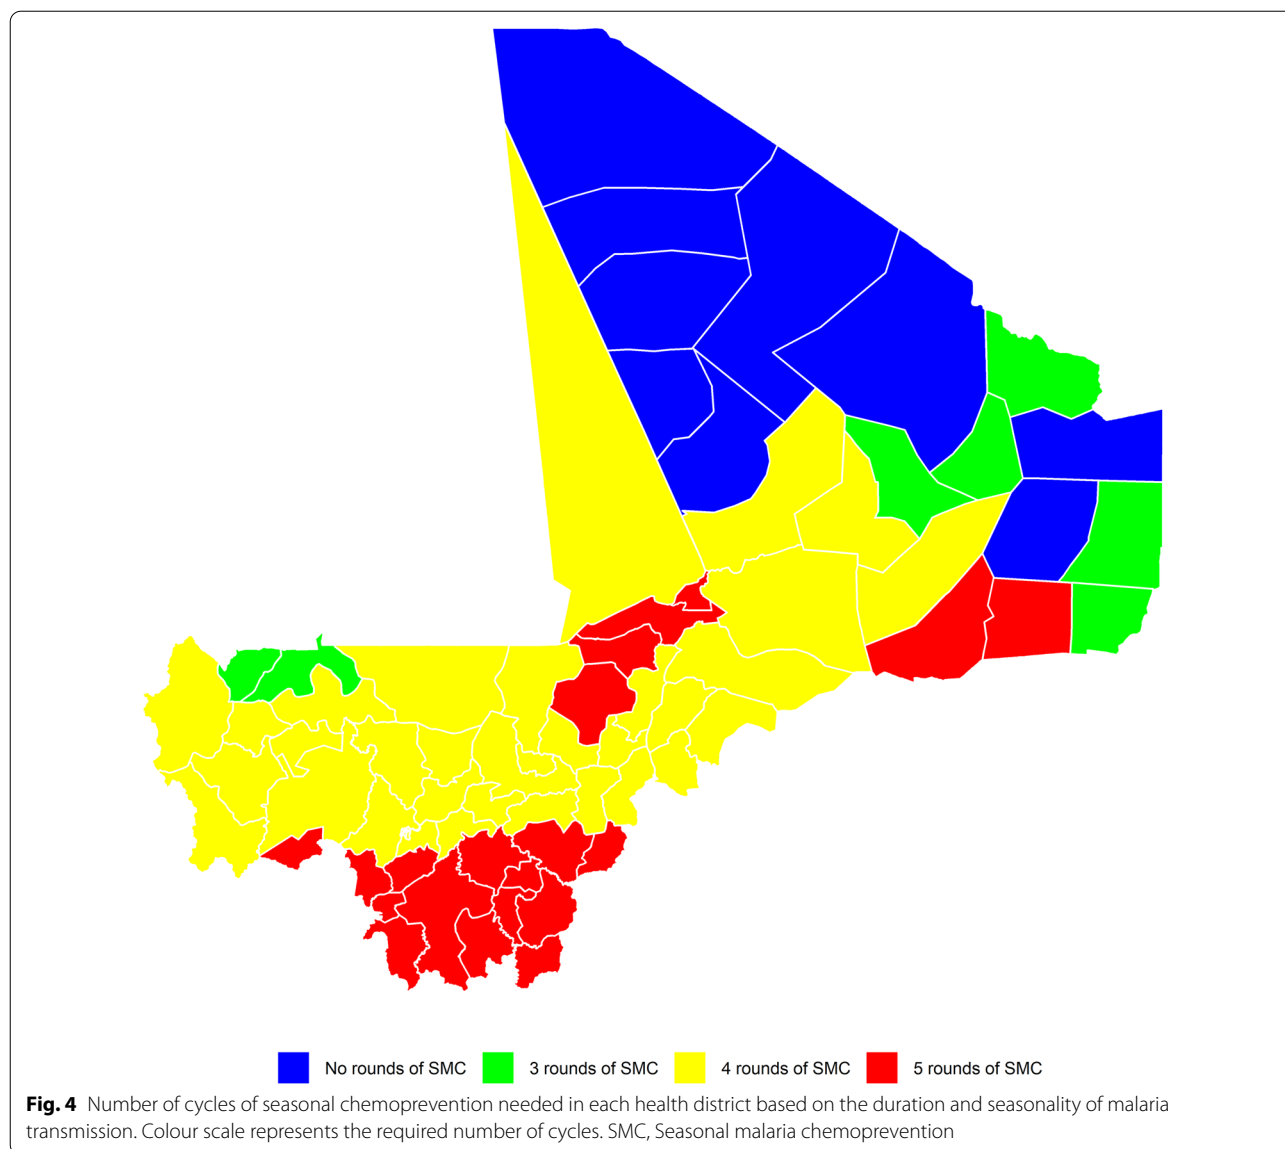 No rounds of SMC 3 rounds of SMC 4 rounds of SMC 5 rounds of SMC
Fig. 4 Number of cycles of seasonal chemoprevention needed in each health district based on the duration and seasonality of malaria
transmission. Colour scale represents the required number of cycles. SMC, Seasonal malaria chemoprevention